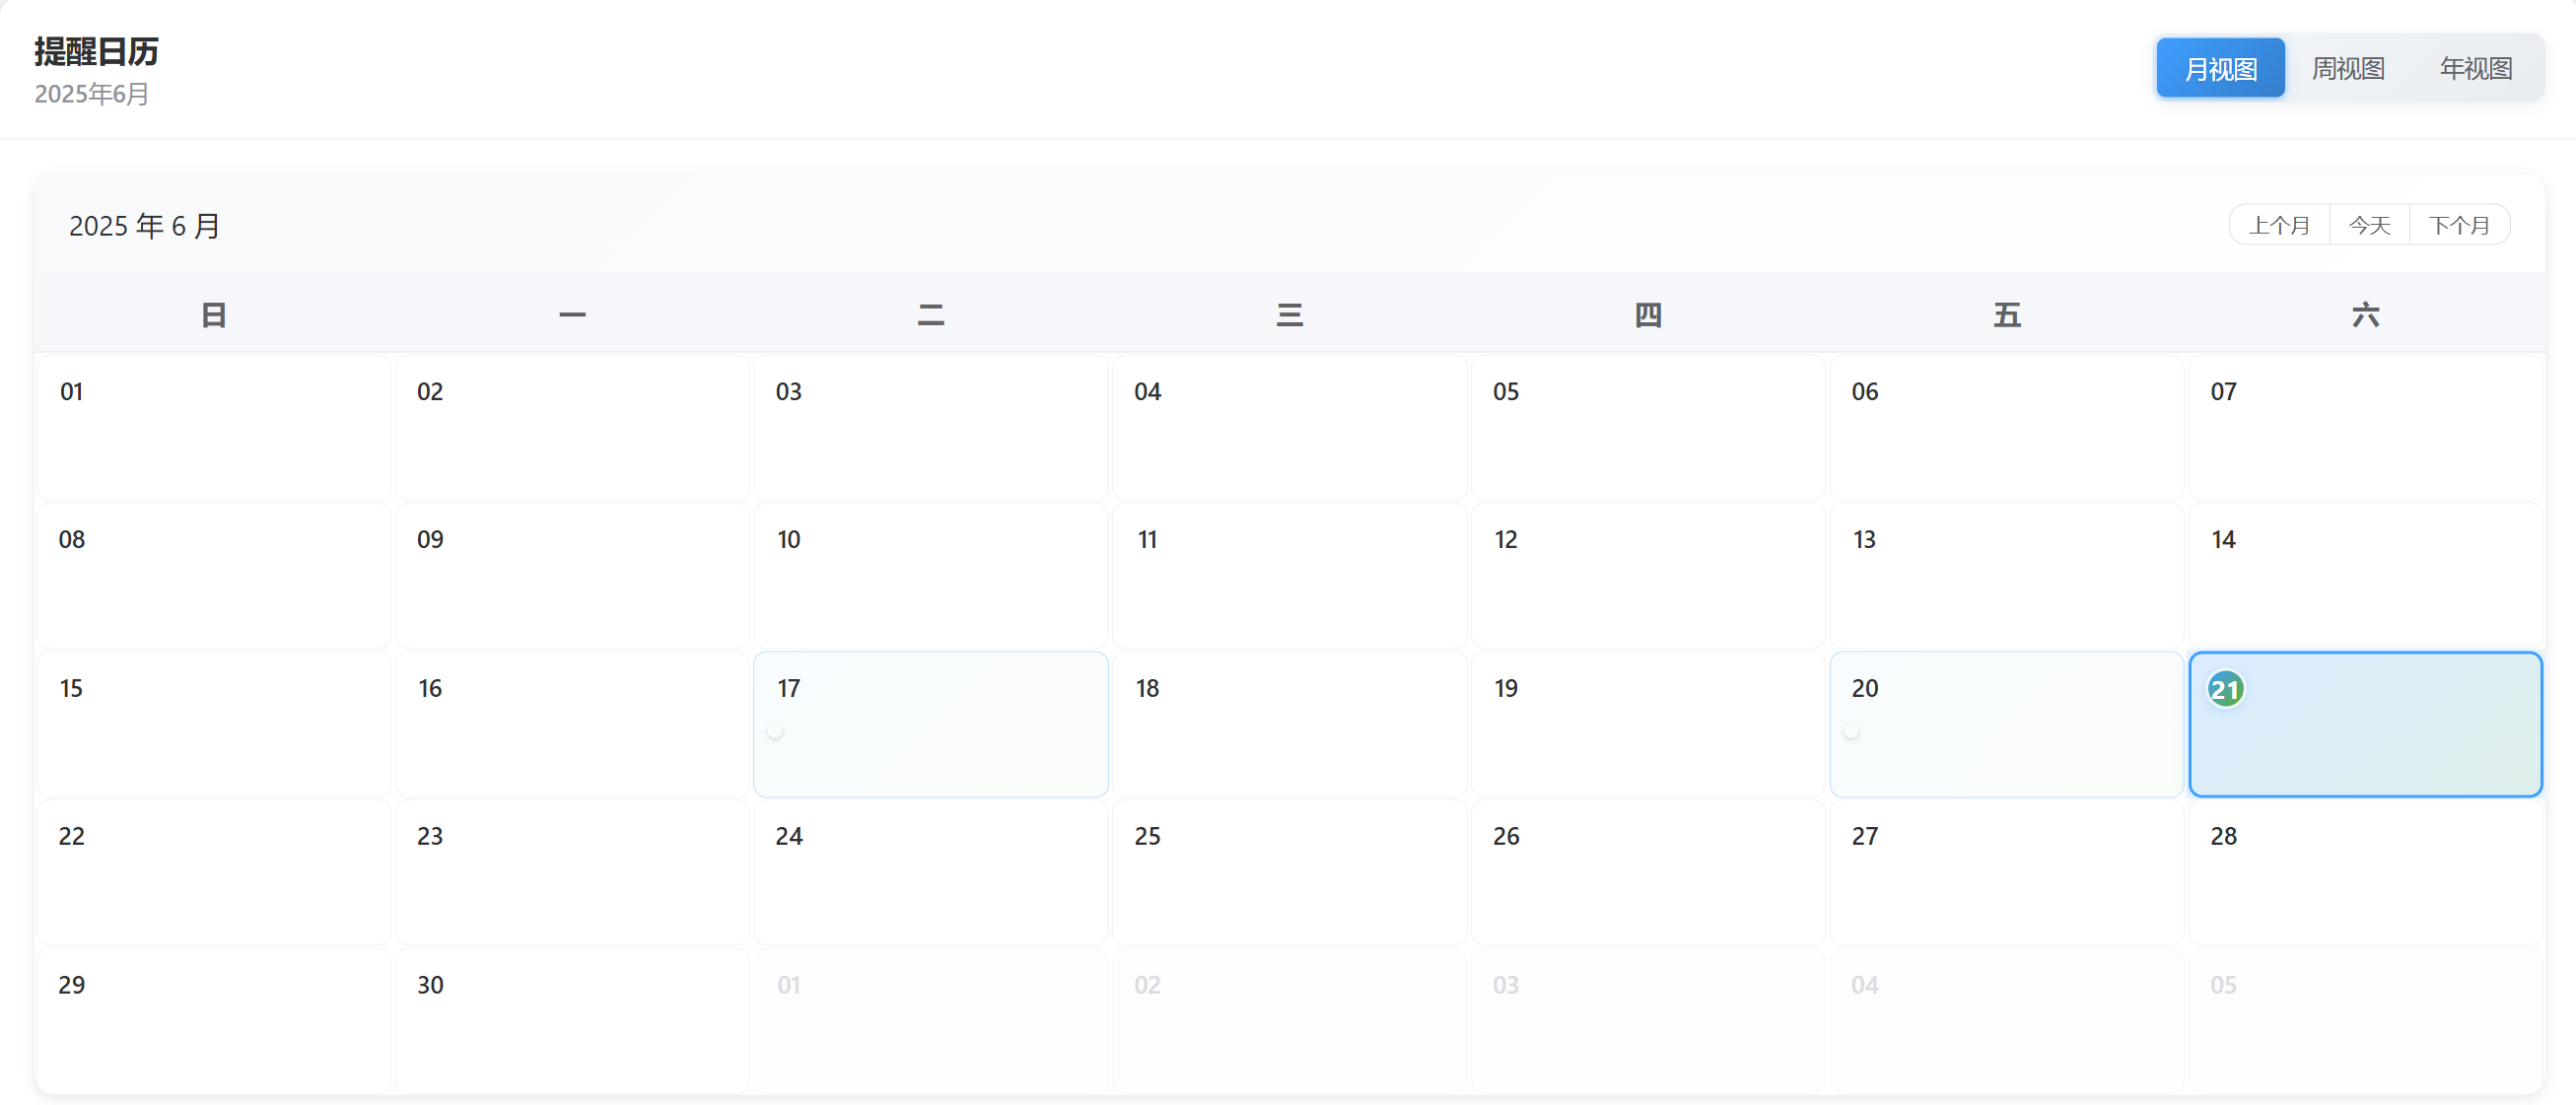 提醒日历
2025年6月
月视图 周视图 年视图
2025 年 6 月
上个月 今天 下个月
日 一 二 三 四 五 六
01 02 03 04 05 06 07
08 09 10 11 12 13 14
15 16 17 18 19 20 21
22 23 24 25 26 27 28
29 30 01 02 03 04 05